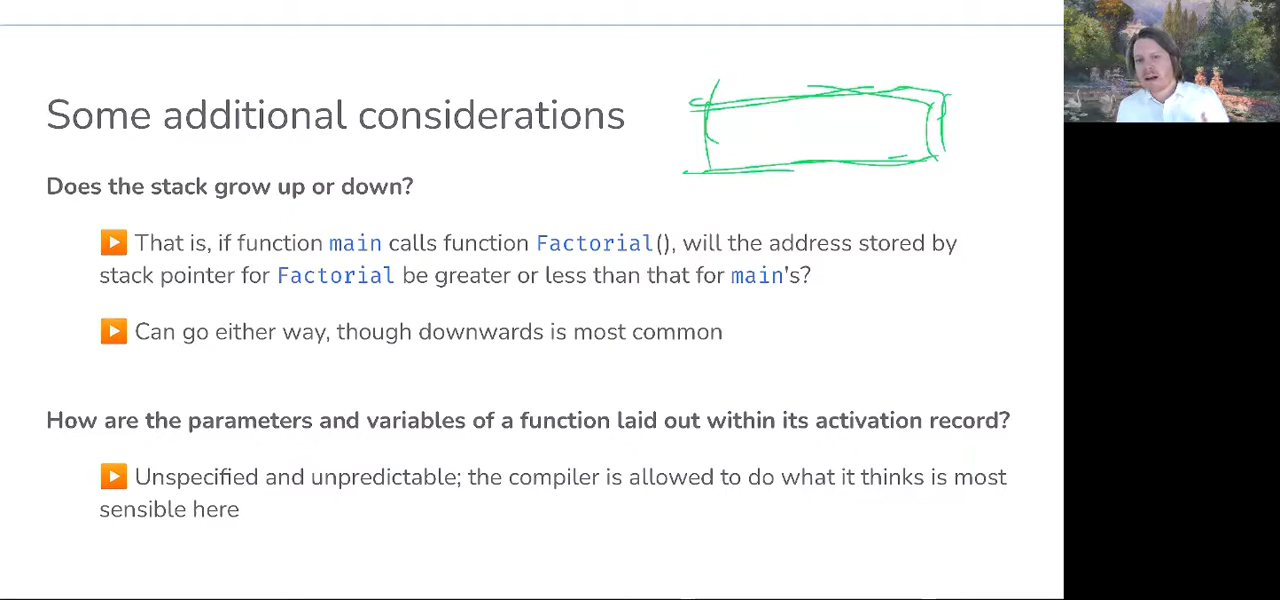 Some additional considerations
Does the stack grow up or down?
▶ That is, if function main calls function Factorial(), will the address stored by
stack pointer for Factorial be greater or less than that for main's?
▶ Can go either way, though downwards is most common
How are the parameters and variables of a function laid out within its activation record?
▶ Unspecified and unpredictable; the compiler is allowed to do what it thinks is most
sensible here